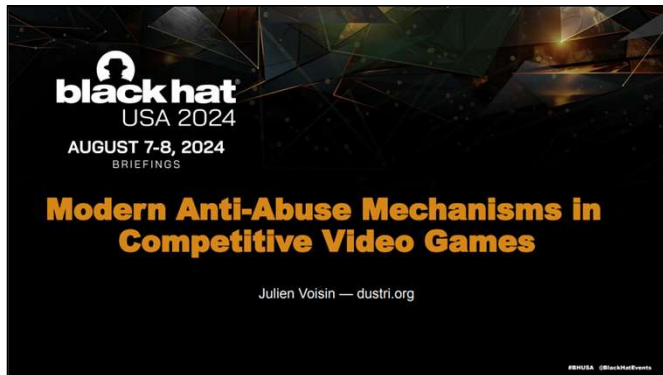 black hat
USA 2024
AUGUST 7-8, 2024
BRIEFINGS
Modern Anti-Abuse Mechanisms in
Competitive Video Games
Julien Voisin — dustri.org
#BHUSA @BlackHatEvents